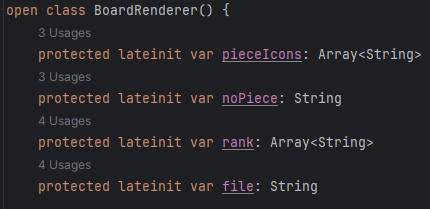 open class BoardRenderer() {
3 Usages
protected lateinit var pieceIcons: Array<String>
3 Usages
protected lateinit var noPiece: String
4 Usages
protected lateinit var rank: Array<String>
4 Usages
protected lateinit var file: String